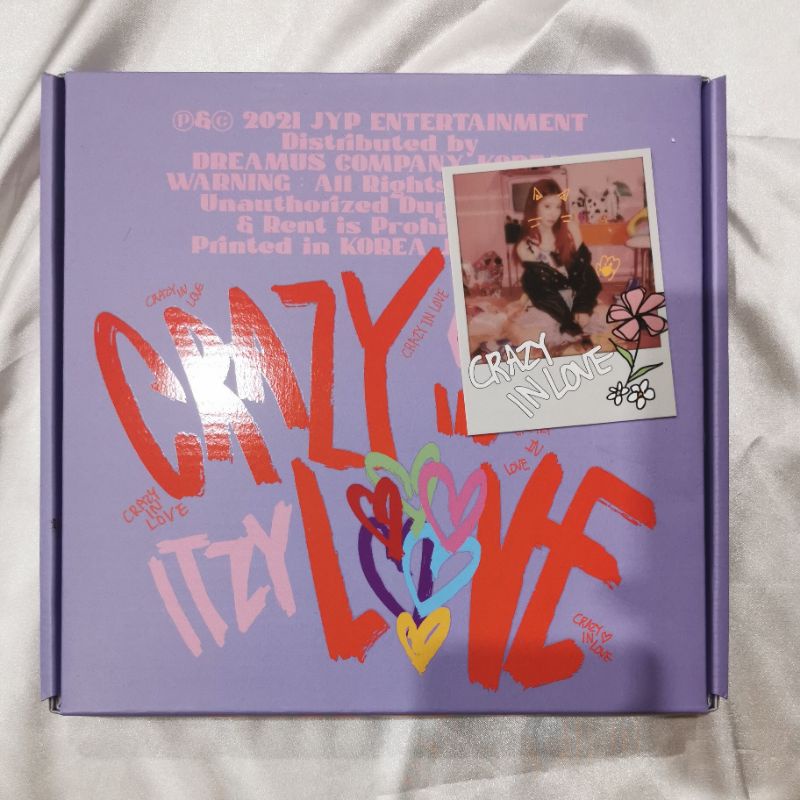 ℗&© 2021 JYP ENTERTAINMENT
Distributed by
DREAMUS COMPANY KOREA
WARNING : All Rights
Unauthorized Dup
& Rent is Prohi
Printed in KOREA
CRAZY IN LOVE
CRAZY IN LOVE
CRAZY
CRAZY
IN LOVE
IN
LOVE
CRAZY
IN
LOVE
ITZY
LOVE
CRAZY
IN LOVE